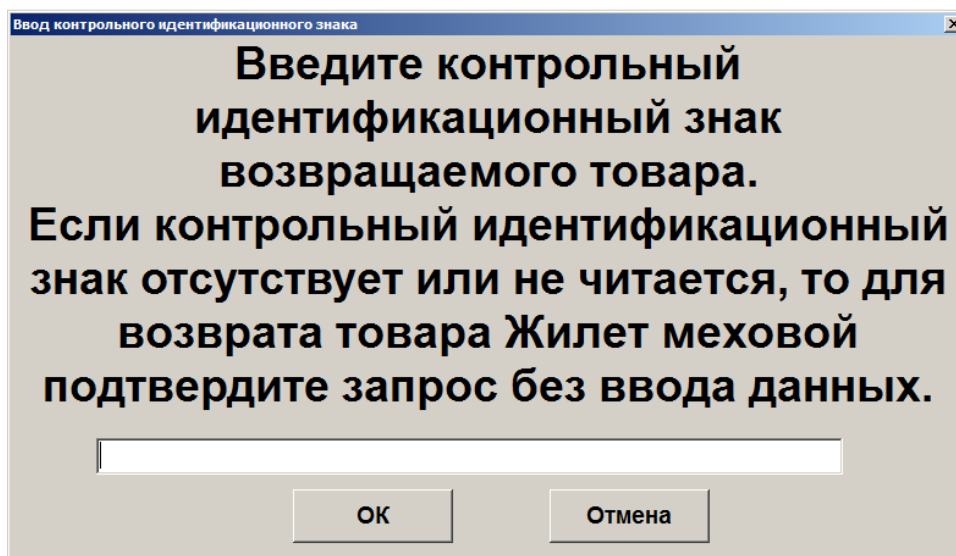 Ввод контрольного идентификационного знака
Введите контрольный
идентификационный знак
возвращаемого товара.
Если контрольный идентификационный
знак отсутствует или не читается, то для
возврата товара Жилет меховой
подтвердите запрос без ввода данных.
ОК
Отмена